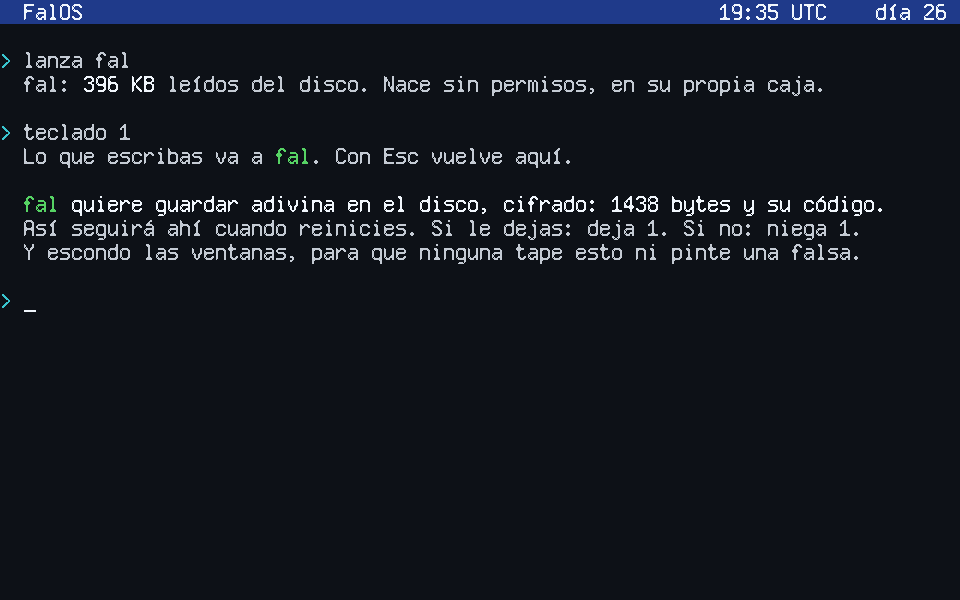 FalOS 19:35 UTC día 26
> lanza fal
fal: 396 KB leídos del disco. Nace sin permisos, en su propia caja.
> teclado 1
Lo que escribas va a fal. Con Esc vuelve aquí.
fal quiere guardar adivina en el disco, cifrado: 1438 bytes y su código.
Así seguirá ahí cuando reinicies. Si le dejas: deja 1. Si no: niega 1.
Y escondo las ventanas, para que ninguna tape esto ni pinte una falsa.
> _